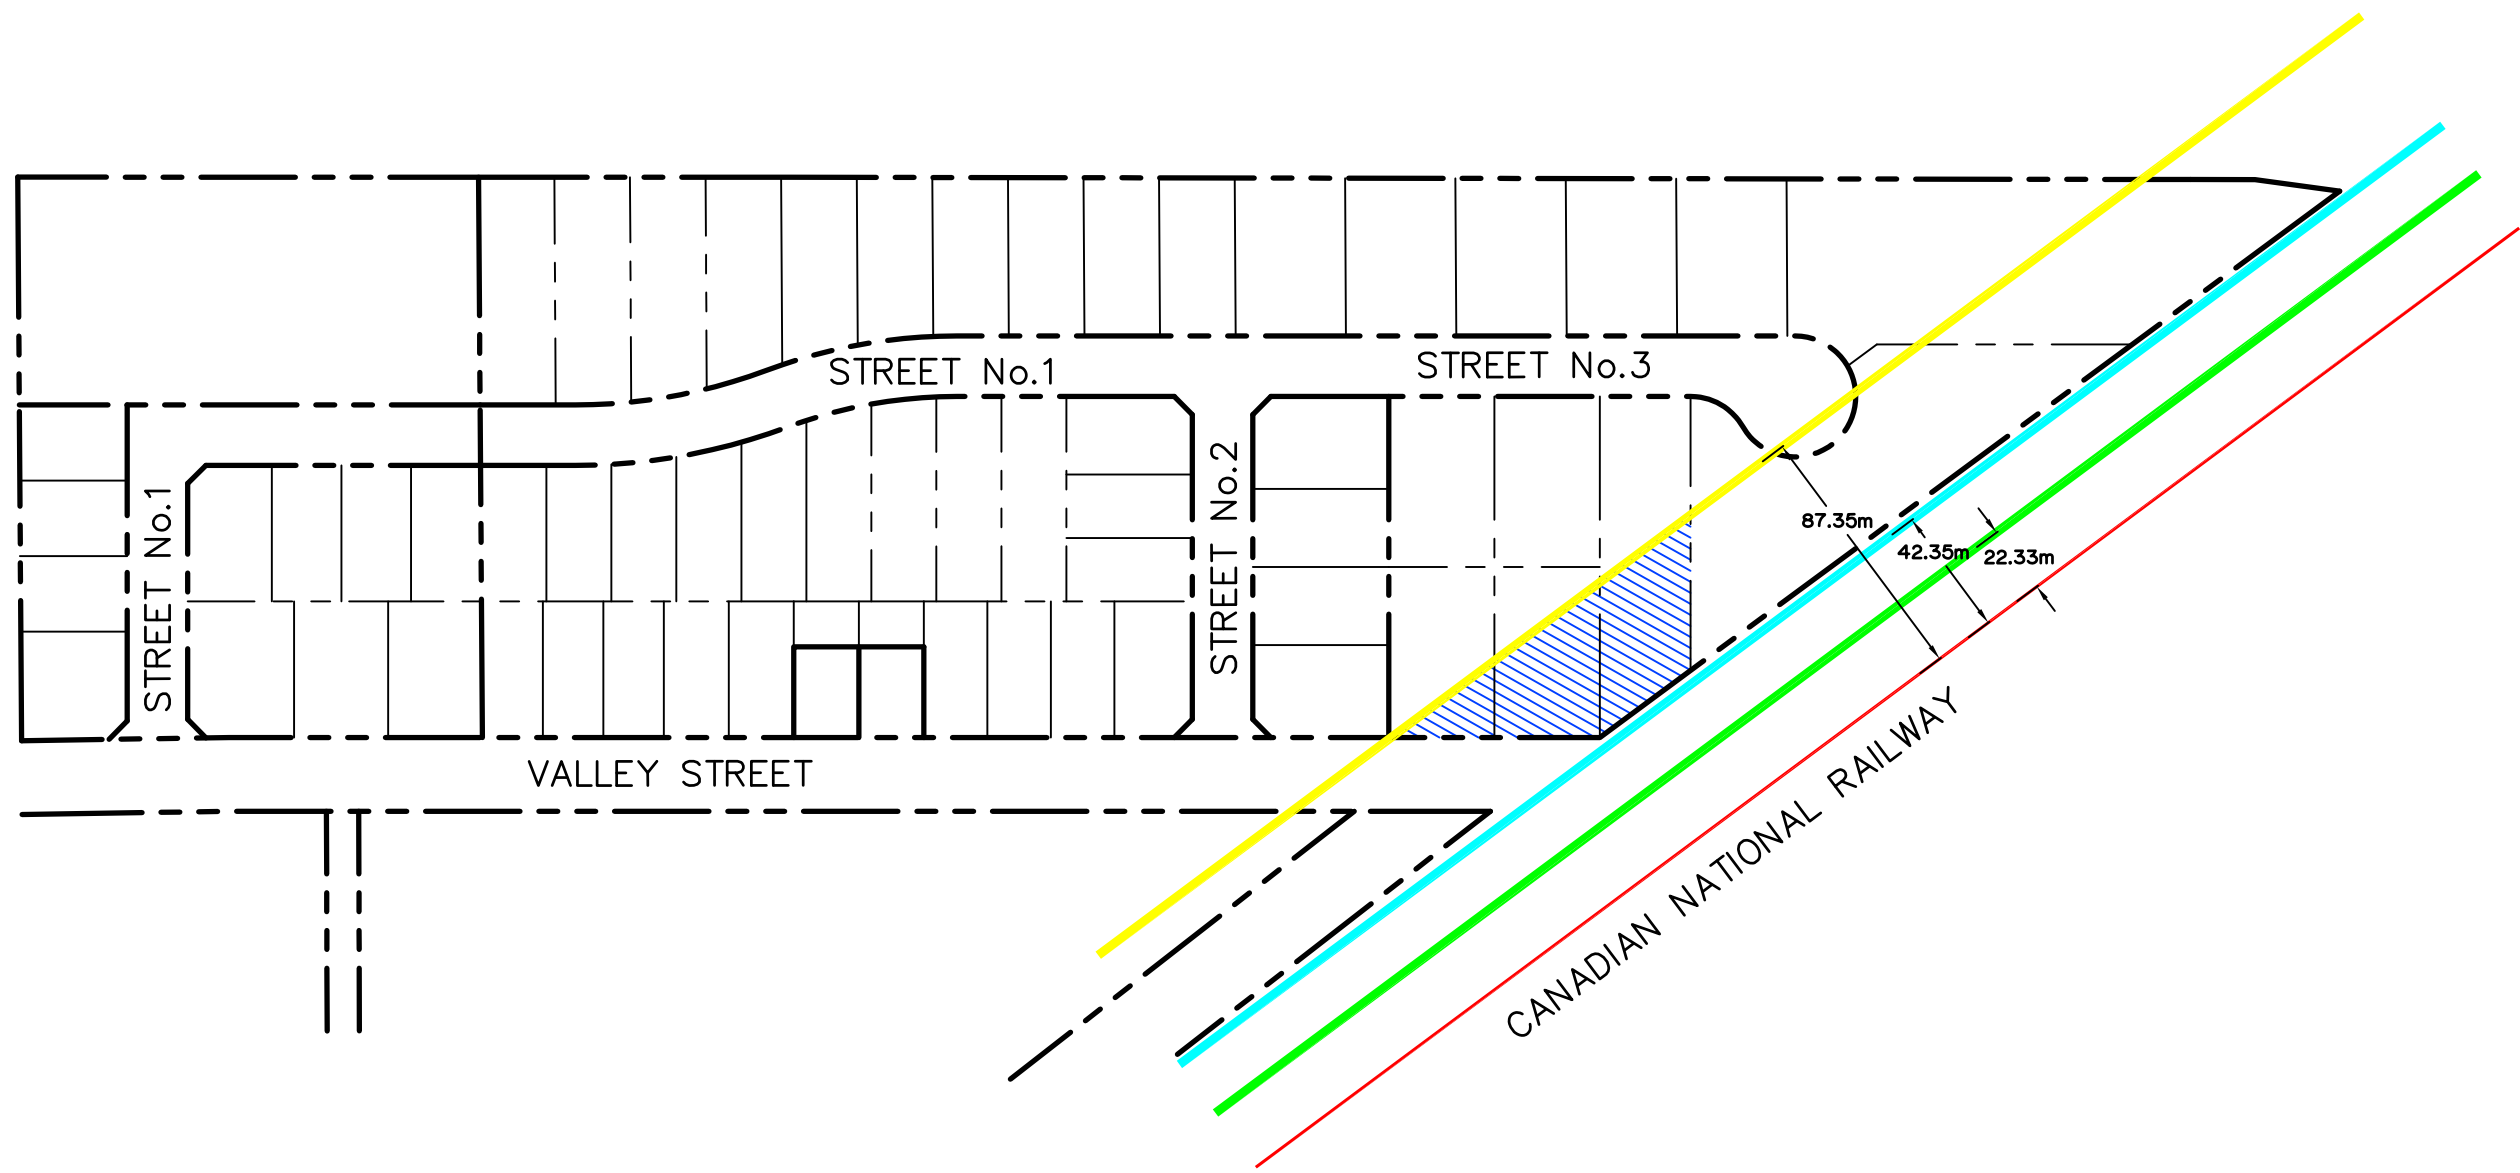 STREET No.1
STREET No.3
STREET No.2
STREET No.1
87.35m
42.35m
22.33m
VALLEY STREET
CANADIAN NATIONAL RAILWAY